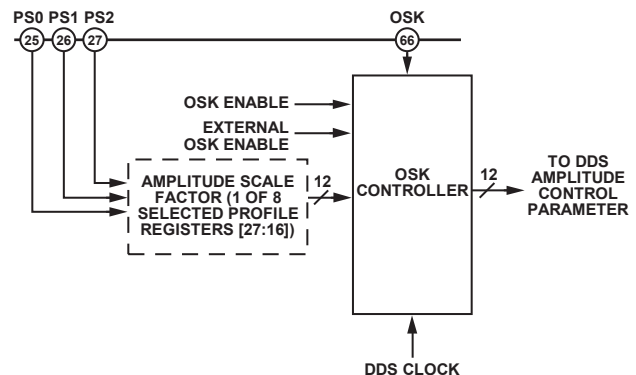 PS0 PS1 PS2
OSK
25 26 27
66
OSK ENABLE
EXTERNAL
OSK ENABLE
AMPLITUDE SCALE
FACTOR (1 OF 8
SELECTED PROFILE
REGISTERS [27:16])
12
OSK
CONTROLLER
12
TO DDS
AMPLITUDE
CONTROL
PARAMETER
DDS CLOCK